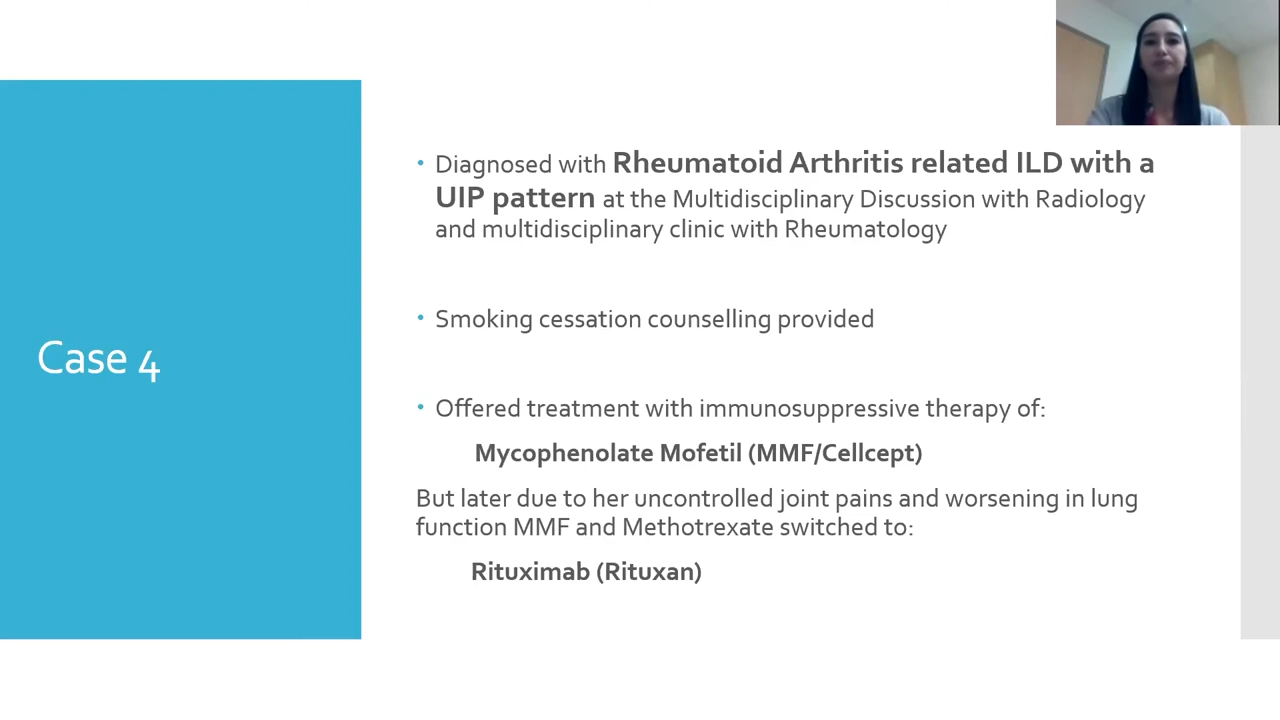 Case 4
• Diagnosed with Rheumatoid Arthritis related ILD with a
UIP pattern at the Multidisciplinary Discussion with Radiology
and multidisciplinary clinic with Rheumatology
• Smoking cessation counselling provided
• Offered treatment with immunosuppressive therapy of:
Mycophenolate Mofetil (MMF/Cellcept)
But later due to her uncontrolled joint pains and worsening in lung
function MMF and Methotrexate switched to:
Rituximab (Rituxan)